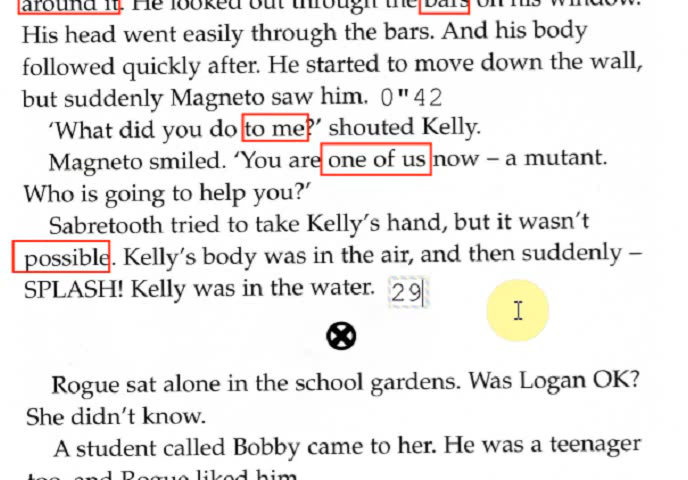 around it. He looked out through the bars on his window.
His head went easily through the bars. And his body
followed quickly after. He started to move down the wall,
but suddenly Magneto saw him. 0"42
'What did you do to me?' shouted Kelly.
Magneto smiled. 'You are one of us now – a mutant.
Who is going to help you?'
Sabretooth tried to take Kelly's hand, but it wasn't
possible. Kelly's body was in the air, and then suddenly –
SPLASH! Kelly was in the water. 29
Rogue sat alone in the school gardens. Was Logan OK?
She didn't know.
A student called Bobby came to her. He was a teenager
too, and Rogue liked him.